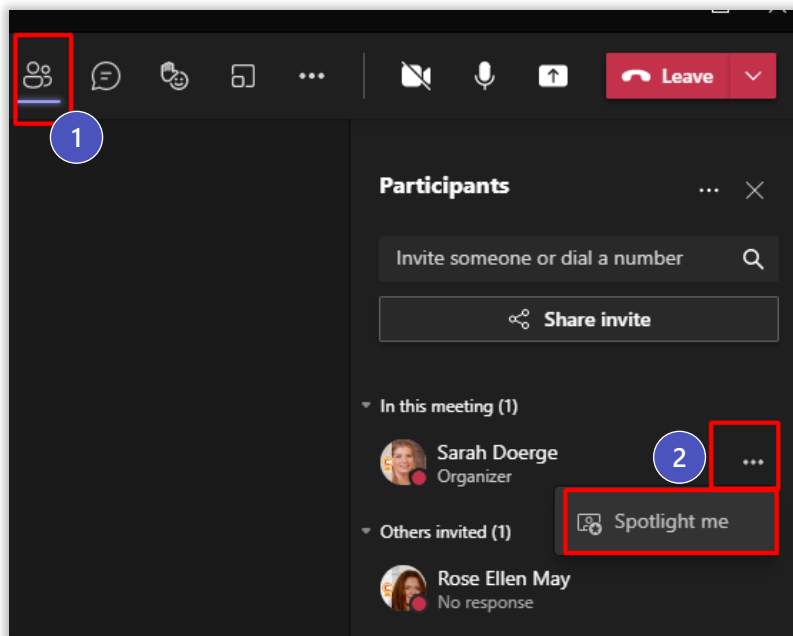 Leave
1
Participants
Invite someone or dial a number
Share invite
In this meeting (1)
Sarah Doerge
Organizer
2
Spotlight me
Others invited (1)
Rose Ellen May
No response